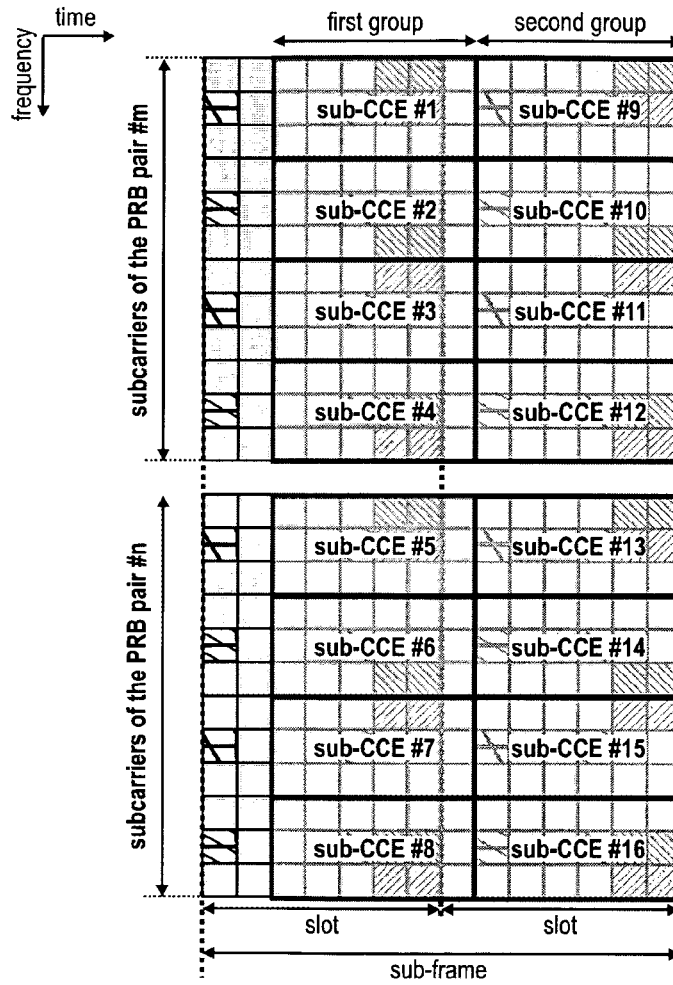 time
first group
second group
frequency
subcarriers of the PRB pair #m
sub-CCE #1
sub-CCE #9
sub-CCE #2
sub-CCE #10
sub-CCE #3
sub-CCE #11
sub-CCE #4
sub-CCE #12
subcarriers of the PRB pair #n
sub-CCE #5
sub-CCE #13
sub-CCE #6
sub-CCE #14
sub-CCE #7
sub-CCE #15
sub-CCE #8
sub-CCE #16
slot
slot
sub-frame